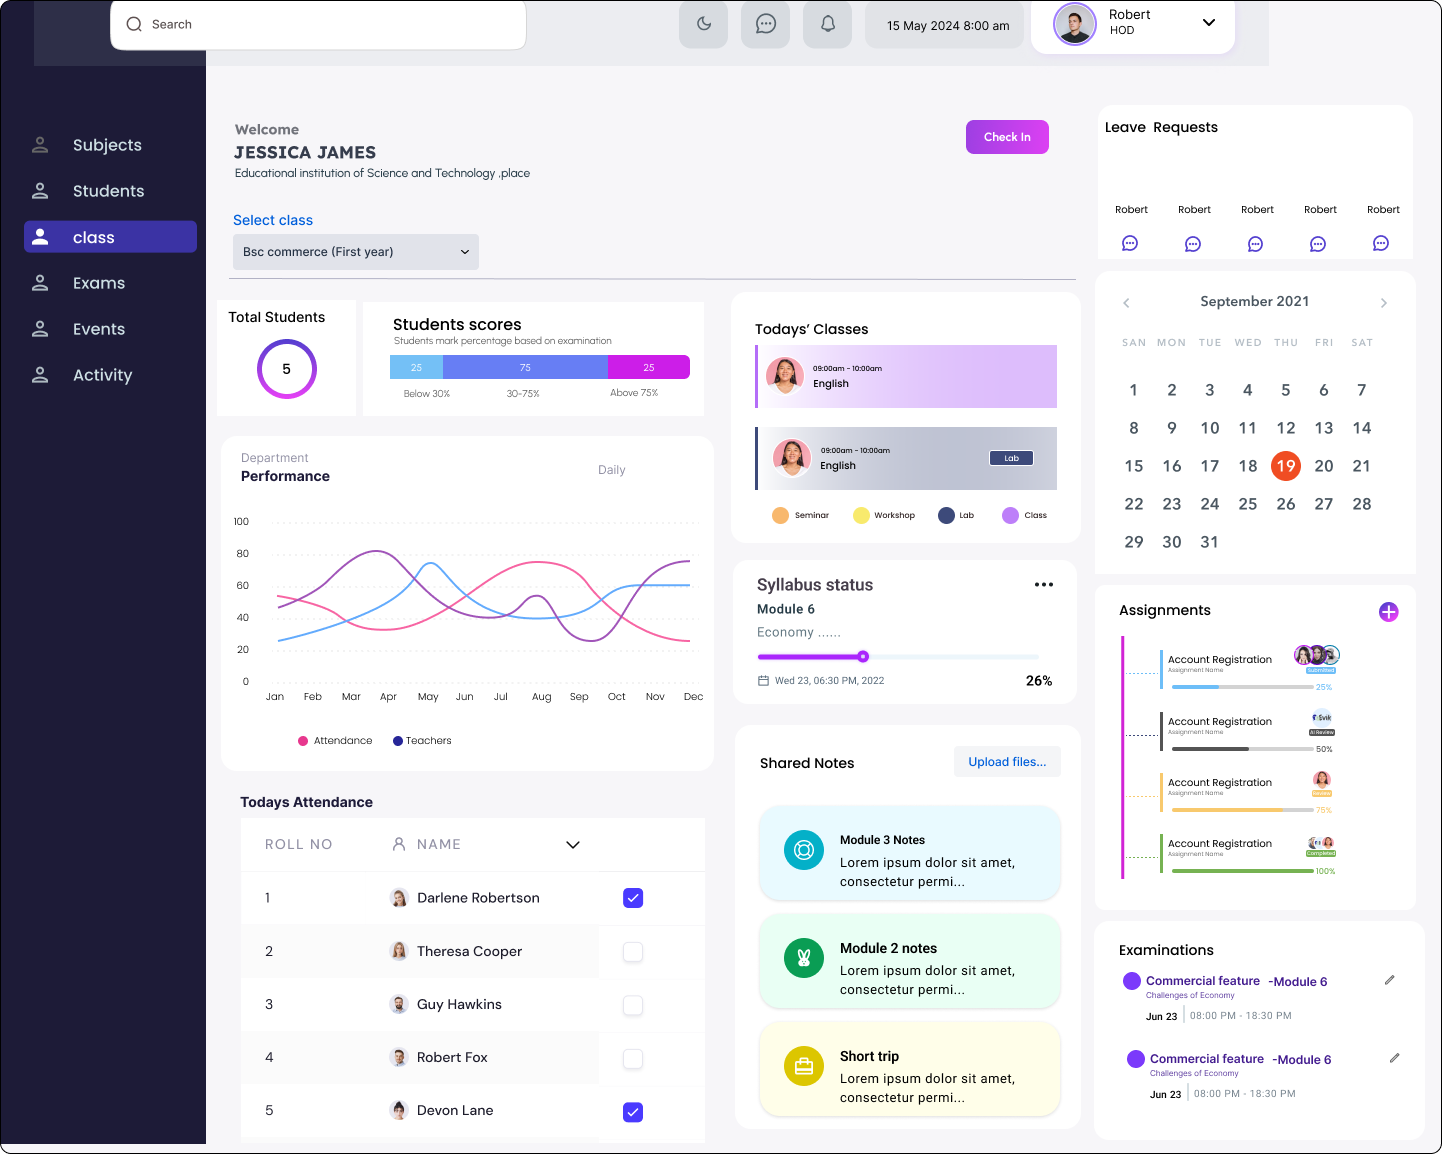 Search
15 May 2024 8:00 am
Robert
HOD
Subjects
Students
class
Exams
Events
Activity
Welcome
JESSICA JAMES
Educational institution of Science and Technology .place
Check In
Select class
Bsc commerce (First year)
Total Students
5
Students scores
Students mark percentage based on examination
25 75 25
Below 30% 30-75% Above 75%
Department
Performance
Daily
100
80
60
40
20
0
Jan Feb Mar Apr May Jun Jul Aug Sep Oct Nov Dec
Attendance Teachers
Todays Attendance
ROLL NO NAME
1 Darlene Robertson
2 Theresa Cooper
3 Guy Hawkins
4 Robert Fox
5 Devon Lane
Todays’ Classes
09:00am - 10:00am
English
09:00am - 10:00am
English
Lab
Seminar Workshop Lab Class
Syllabus status
Module 6
Economy ......
Wed 23, 06:30 PM, 2022
26%
Shared Notes
Upload files...
Module 3 Notes
Lorem ipsum dolor sit amet,
consectetur permi...
Module 2 notes
Lorem ipsum dolor sit amet,
consectetur permi...
Short trip
Lorem ipsum dolor sit amet,
consectetur permi...
Leave Requests
Robert Robert Robert Robert Robert
September 2021
SAN MON TUE WED THU FRI SAT
1 2 3 4 5 6 7
8 9 10 11 12 13 14
15 16 17 18 19 20 21
22 23 24 25 26 27 28
29 30 31
Assignments
Account Registration
Assignment Name
Submitted
25%
Account Registration
Assignment Name
Svik
AI Review
50%
Account Registration
Assignment Name
75%
Account Registration
Assignment Name
Completed
100%
Examinations
Commercial feature -Module 6
Challenges of Economy
Jun 23 08:00 PM - 18:30 PM
Commercial feature -Module 6
Challenges of Economy
Jun 23 08:00 PM - 18:30 PM